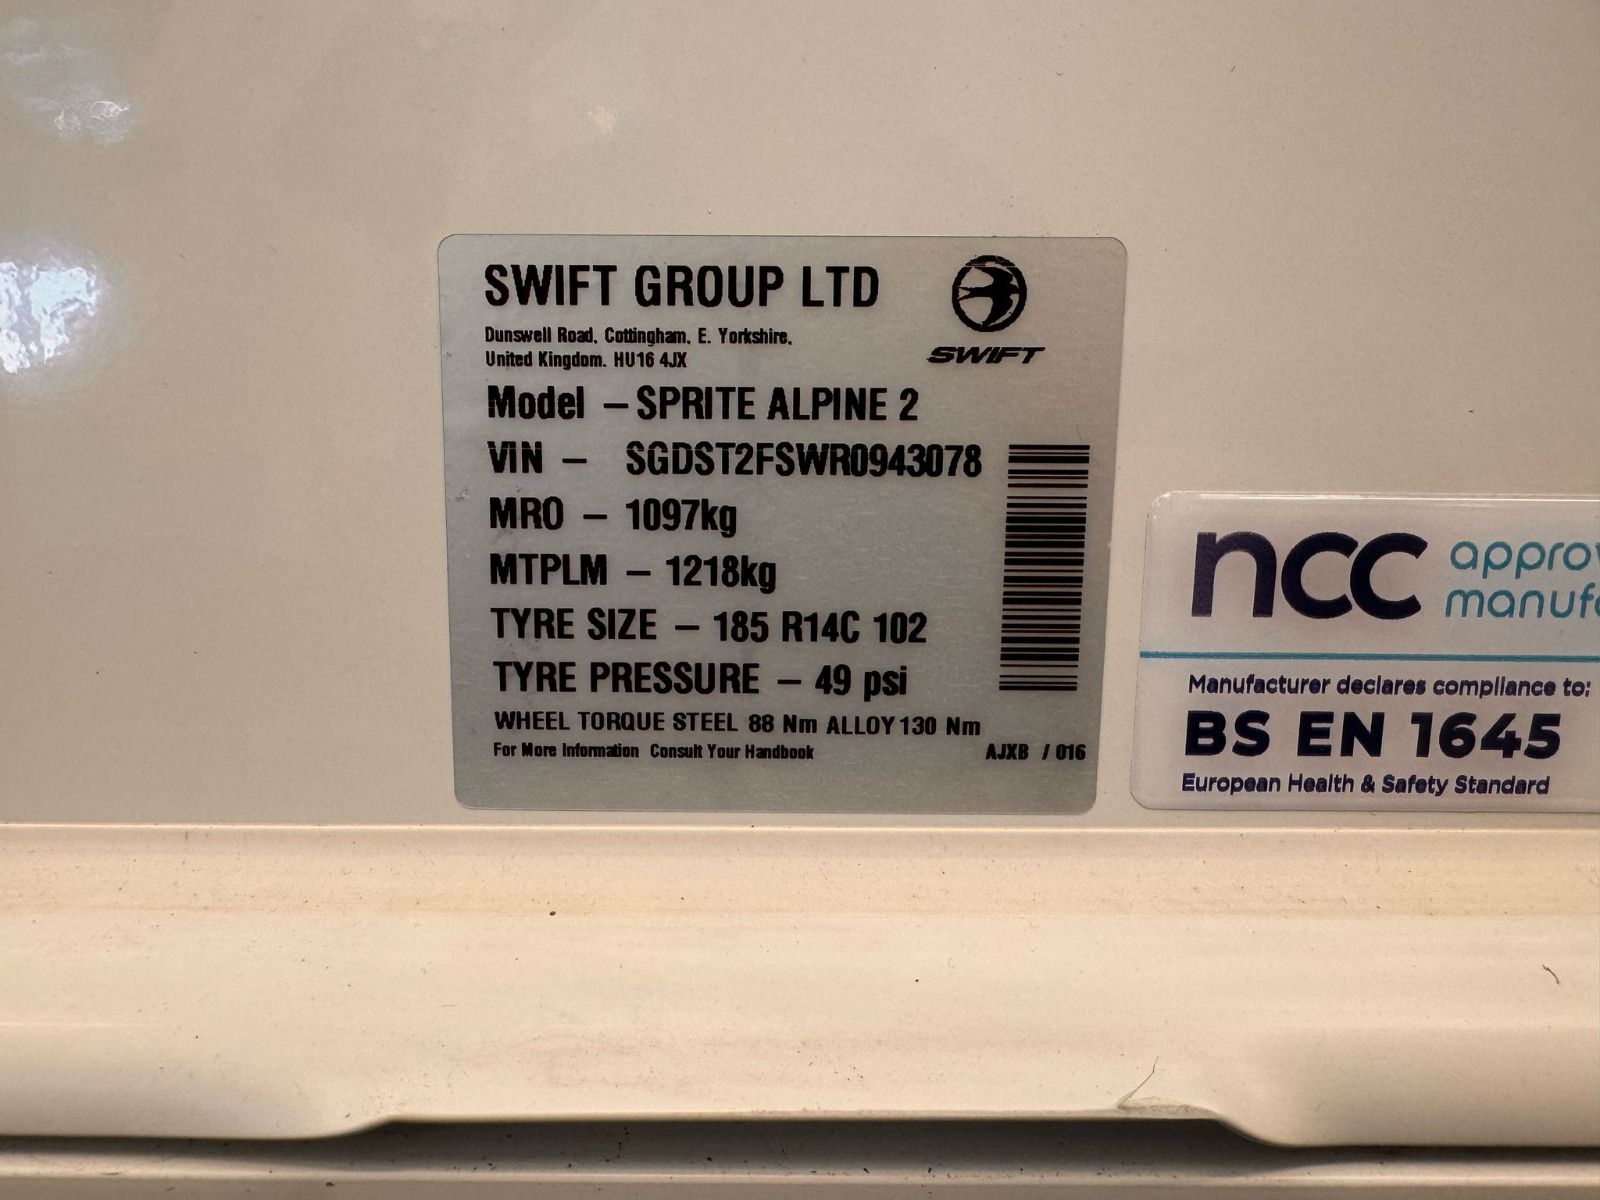 SWIFT GROUP LTD
Dunswell Road, Cottingham, E. Yorkshire,
United Kingdom. HU16 4JX
SWIFT
Model – SPRITE ALPINE 2
VIN – SGDST2FSWR0943078
MRO – 1097kg
MTPLM – 1218kg
TYRE SIZE – 185 R14C 102
TYRE PRESSURE – 49 psi
WHEEL TORQUE STEEL 88 Nm ALLOY 130 Nm
For More Information Consult Your Handbook AJXB / 016
ncc
Manufacturer declares compliance to:
BS EN 1645
European Health & Safety Standard